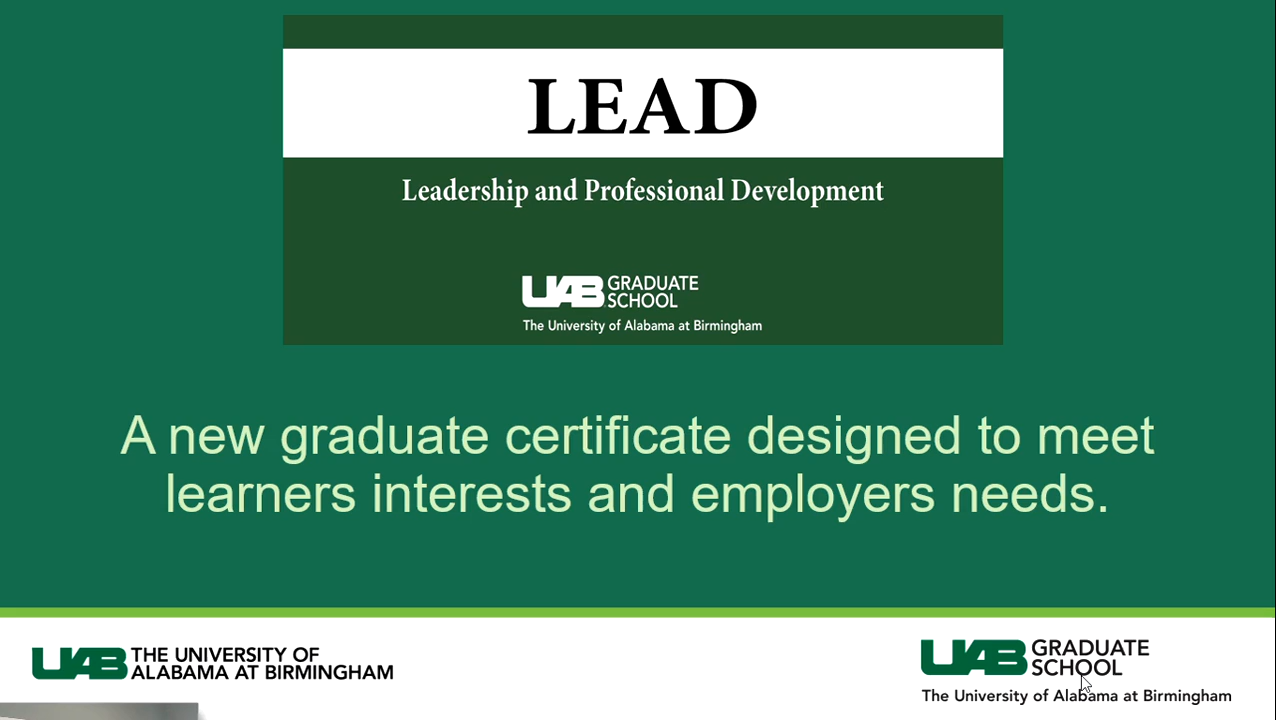 LEAD
Leadership and Professional Development
UAB GRADUATE
SCHOOL
The University of Alabama at Birmingham
A new graduate certificate designed to meet
learners interests and employers needs.
UAB THE UNIVERSITY OF
ALABAMA AT BIRMINGHAM
UAB GRADUATE
SCHOOL
The University of Alabama at Birmingham